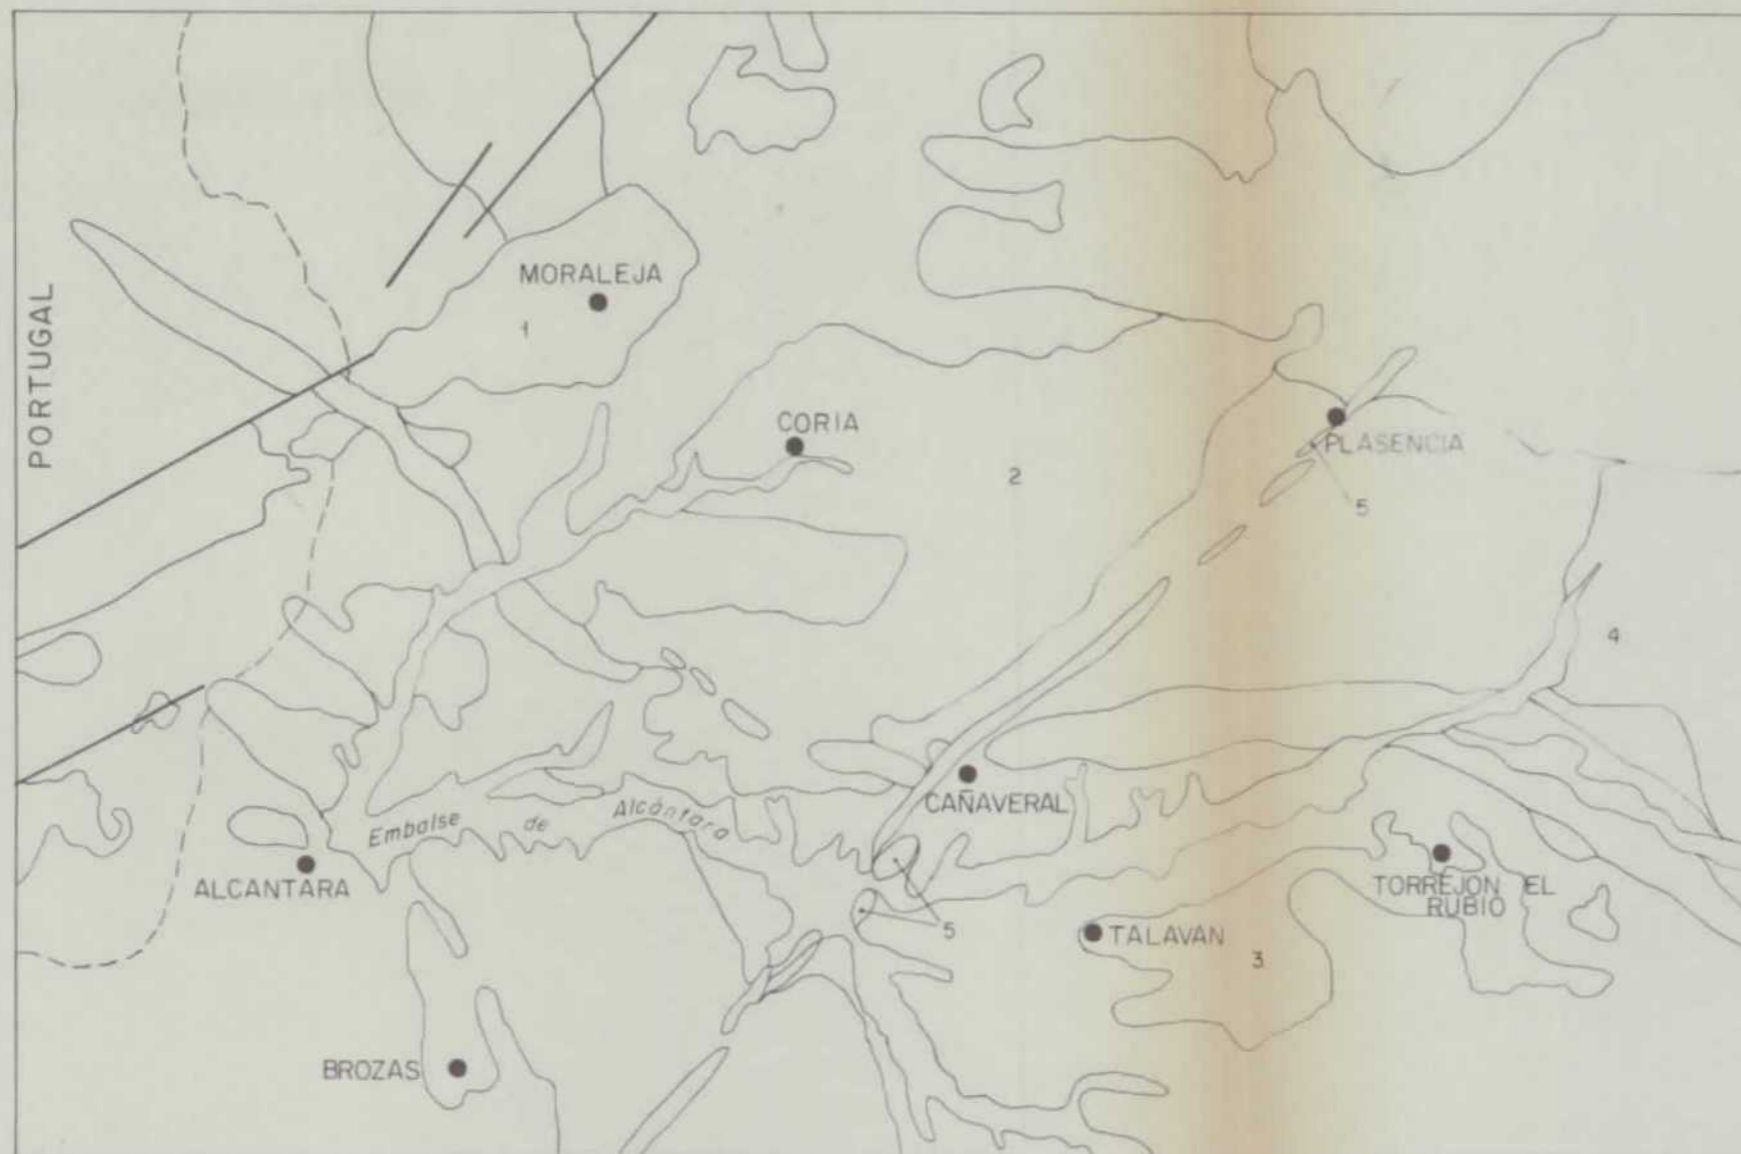 PORTUGAL
MORALEJA
1
CORIA
2
PLASENCIA
5
4
CAÑAVERAL
Embalse de Alcántara
ALCANTARA
TORREJON EL
RUBIO
5
TALAVAN
3
BROZAS